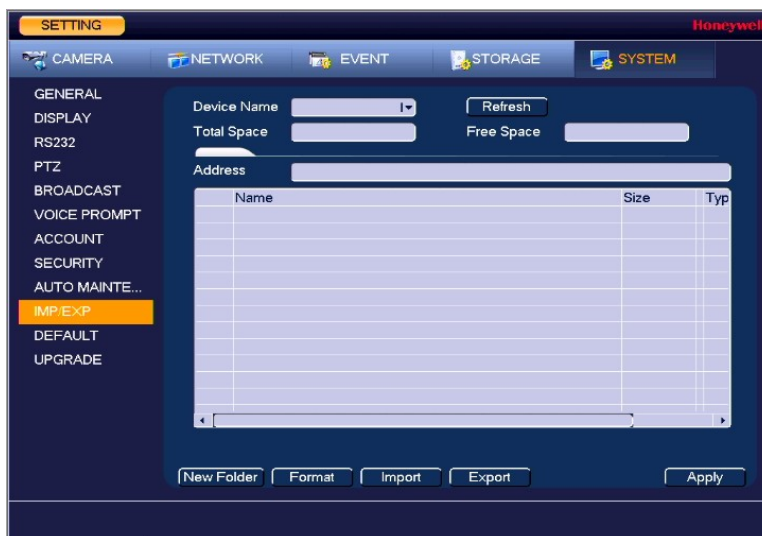 SETTING Honeywell
CAMERA NETWORK EVENT STORAGE SYSTEM
GENERAL
DISPLAY
RS232
PTZ
BROADCAST
VOICE PROMPT
ACCOUNT
SECURITY
AUTO MAINTE...
IMP/EXP
DEFAULT
UPGRADE
Device Name Refresh
Total Space Free Space
Address
Name Size Typ
New Folder Format Import Export Apply